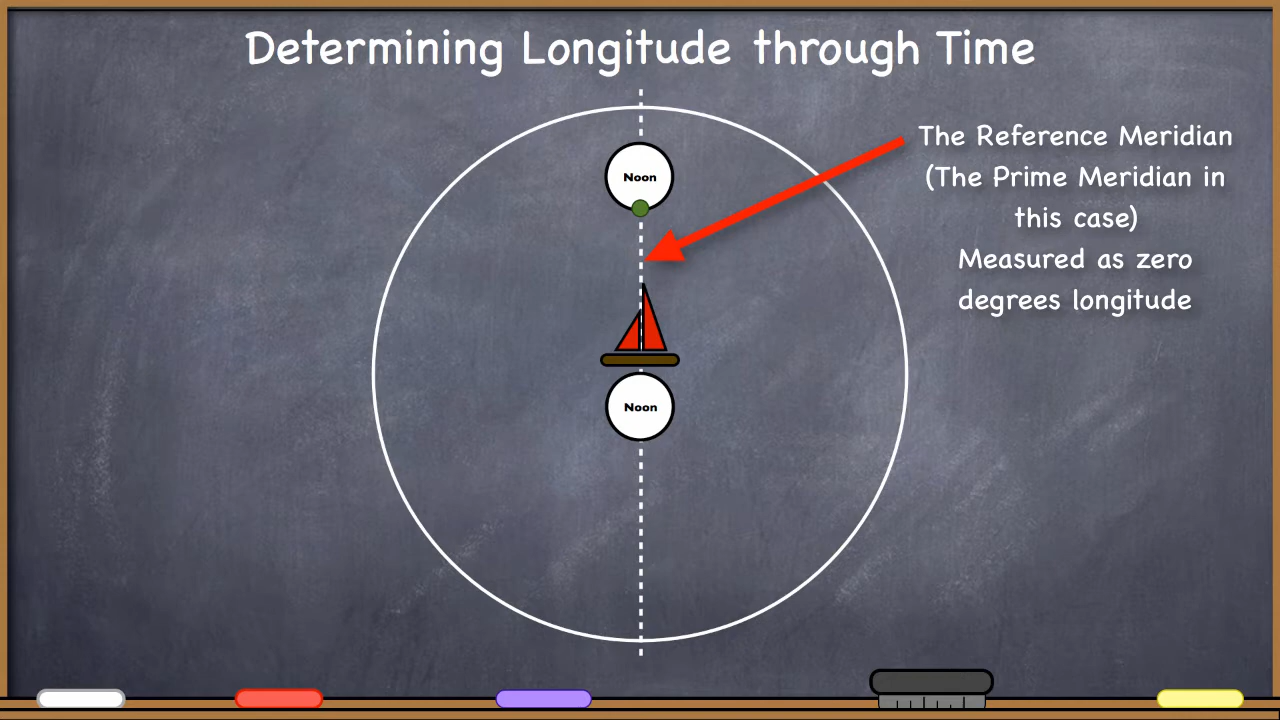 Determining Longitude through Time
Noon
The Reference Meridian
(The Prime Meridian in
this case)
Measured as zero
degrees longitude
Noon